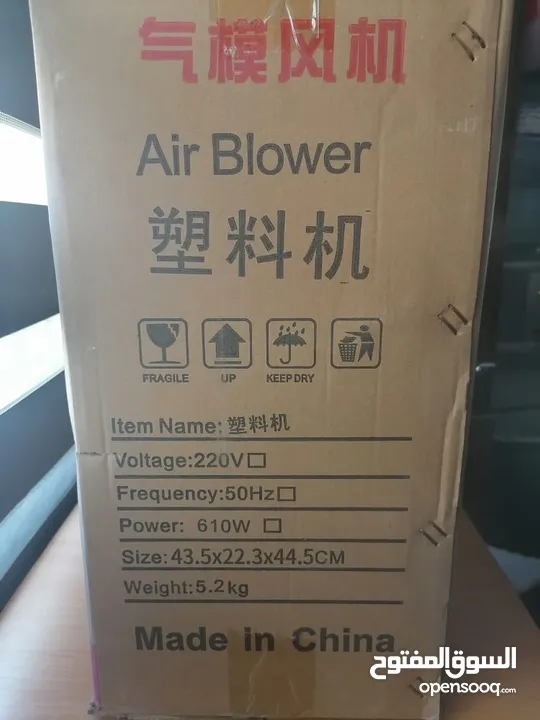 气模风机
Air Blower
塑料机
FRAGILE UP KEEP DRY
Item Name: 塑料机
Voltage:220V☐
Frequency:50Hz☐
Power: 610W ☐
Size: 43.5x22.3x44.5CM
Weight:5.2kg
Made in China
السوق المفتوح
opensooq.com